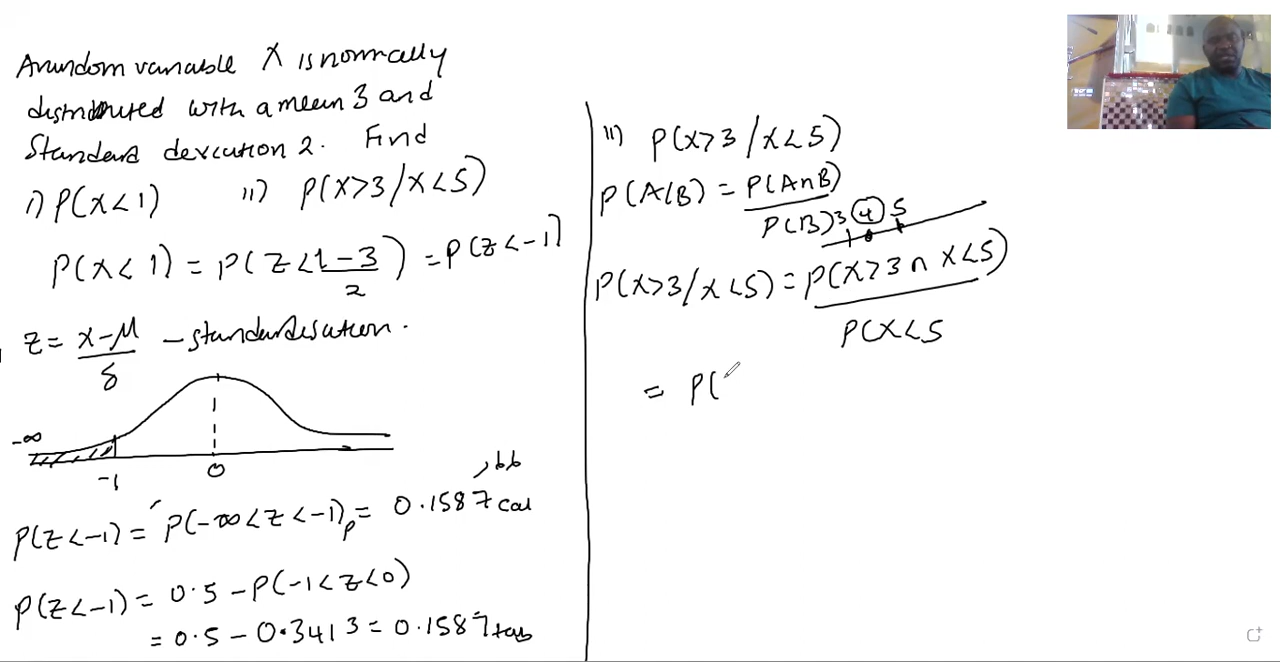 A random variable X is normally
distributed with a mean 3 and
Standard deviation 2. Find
i) P(X<1) ii) P(X>3/X<5)
P(X<1) = P(Z<(1-3)/2) = P(Z<-1)
Z = (x-μ)/δ - standardisation.
-∞
-1 0
P(Z<-1) = P(-∞<Z<-1) = 0.1587 cal
P(Z<-1) = 0.5 - P(-1<Z<0)
= 0.5 - 0.3413 = 0.1587 tab
ii) P(X>3/X<5)
P(A/B) = P(A∩B)/P(B)
3 4 5
P(X>3/X<5) = P(X>3 ∩ X<5)/P(X<5
= P(